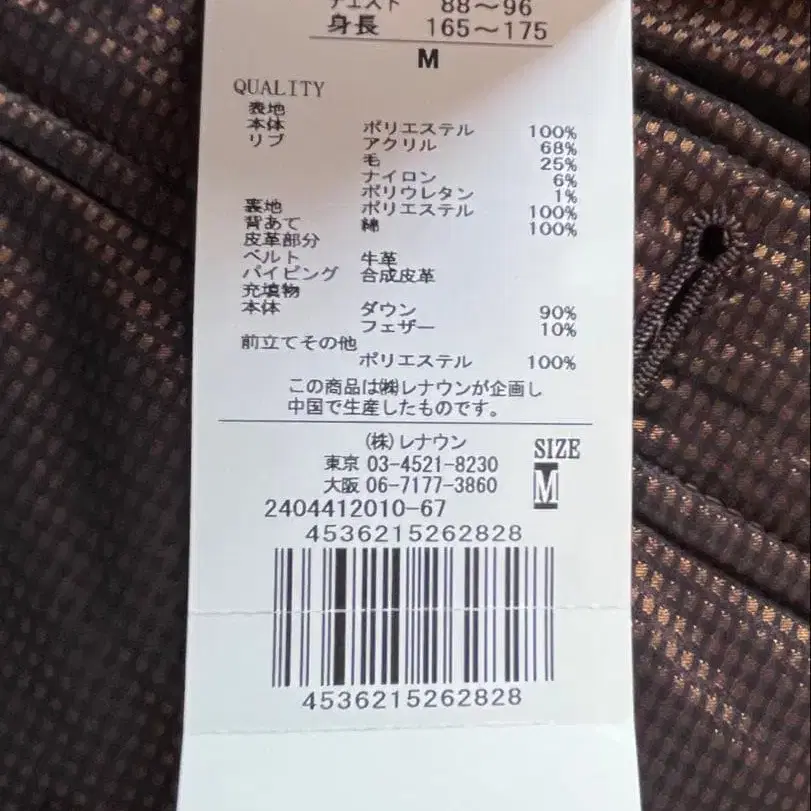 チェスト 88～96
身長 165～175
M
QUALITY
表地
本体 ポリエステル 100%
リブ アクリル 68%
毛 25%
ナイロン 6%
ポリウレタン 1%
裏地 ポリエステル 100%
背あて 綿 100%
皮革部分
ベルト 牛革
パイピング 合成皮革
充填物
本体 ダウン 90%
フェザー 10%
前立てその他
ポリエステル 100%
この商品は㈱レナウンが企画し
中国で生産したものです。
(株)レナウン
東京 03-4521-8230
大阪 06-7177-3860
SIZE
M
2404412010-67
4536215262828
4536215262828